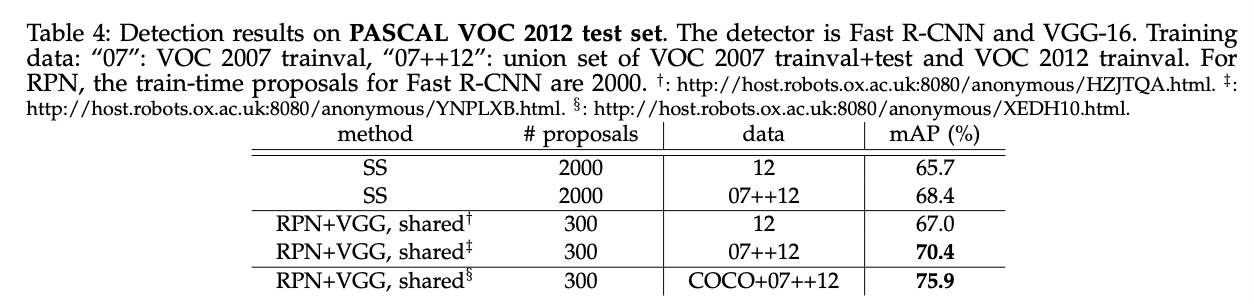 Table 4: Detection results on PASCAL VOC 2012 test set. The detector is Fast R-CNN and VGG-16. Training
data: “07”: VOC 2007 trainval, “07++12”: union set of VOC 2007 trainval+test and VOC 2012 trainval. For
RPN, the train-time proposals for Fast R-CNN are 2000. †: http://host.robots.ox.ac.uk:8080/anonymous/HZJTQA.html. ‡:
http://host.robots.ox.ac.uk:8080/anonymous/YNPLXB.html. §: http://host.robots.ox.ac.uk:8080/anonymous/XEDH10.html.
method # proposals data mAP (%)
SS 2000 12 65.7
SS 2000 07++12 68.4
RPN+VGG, shared† 300 12 67.0
RPN+VGG, shared‡ 300 07++12 70.4
RPN+VGG, shared§ 300 COCO+07++12 75.9